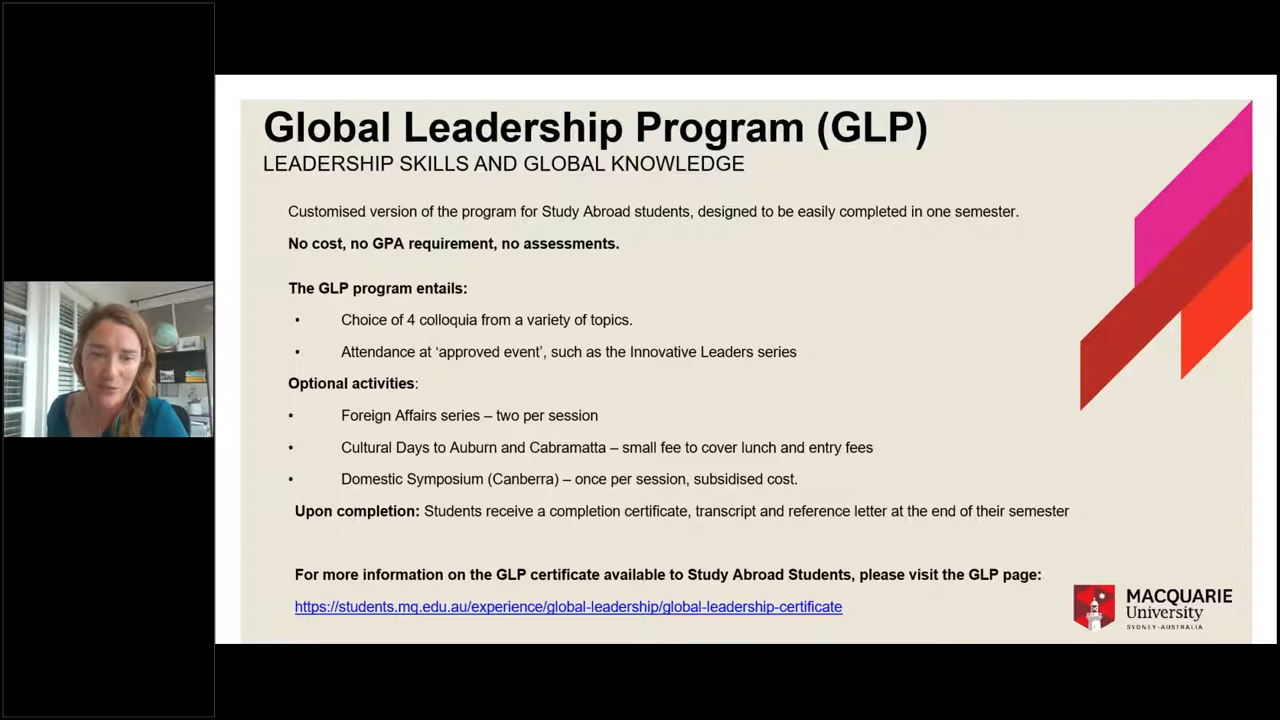 Global Leadership Program (GLP)
LEADERSHIP SKILLS AND GLOBAL KNOWLEDGE
Customised version of the program for Study Abroad students, designed to be easily completed in one semester.
No cost, no GPA requirement, no assessments.
The GLP program entails:
• Choice of 4 colloquia from a variety of topics.
• Attendance at ‘approved event’, such as the Innovative Leaders series
Optional activities:
• Foreign Affairs series – two per session
• Cultural Days to Auburn and Cabramatta – small fee to cover lunch and entry fees
• Domestic Symposium (Canberra) – once per session, subsidised cost.
Upon completion: Students receive a completion certificate, transcript and reference letter at the end of their semester
For more information on the GLP certificate available to Study Abroad Students, please visit the GLP page:
https://students.mq.edu.au/experience/global-leadership/global-leadership-certificate
MACQUARIE
University
SYDNEY-AUSTRALIA